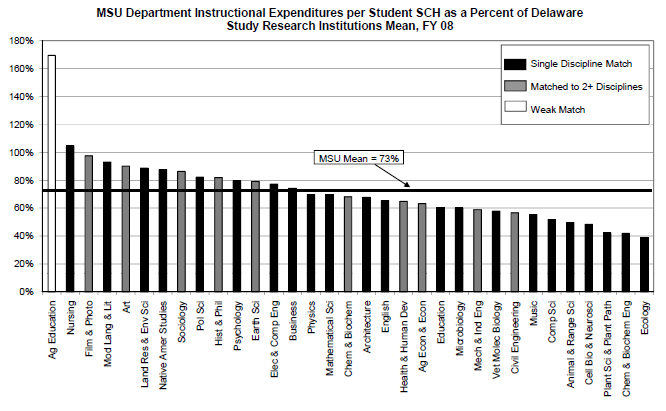 MSU Department Instructional Expenditures per Student SCH as a Percent of Delaware
Study Research Institutions Mean, FY 08
180%
160%
140%
120%
100%
80%
60%
40%
20%
0%
Single Discipline Match
Matched to 2+ Disciplines
Weak Match
MSU Mean = 73%
Ag Education
Nursing
Film & Photo
Mod Lang & Lit
Art
Land Res & Env Sci
Native Amer Studies
Sociology
Pol Sci
Hist & Phil
Psychology
Earth Sci
Elec & Comp Eng
Business
Physics
Mathematical Sci
Chem & Biochem
Architecture
English
Health & Human Dev
Ag Econ & Econ
Education
Microbiology
Mech & Ind Eng
Vet Molec Biology
Civil Engineering
Music
Comp Sci
Animal & Range Sci
Cell Bio & Neurosci
Plant Sci & Plant Path
Chem & Biochem Eng
Ecology